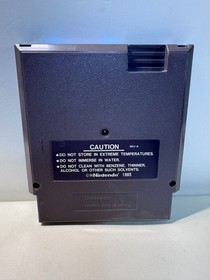 CAUTION
REV-A
• DO NOT STORE IN EXTREME TEMPERATURES.
• DO NOT IMMERSE IN WATER.
• DO NOT CLEAN WITH BENZENE, THINNER,
ALCOHOL OR OTHER SUCH SOLVENTS.
©Nintendo® 1985